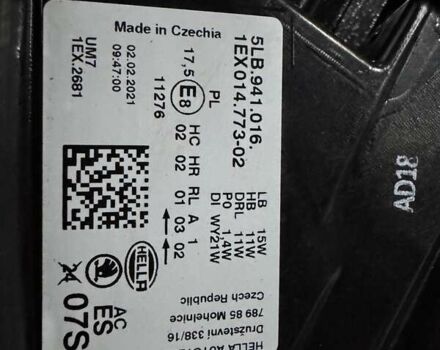 Made in Czechia
5LB.941.016.
1EX014.773-02
PL
17,5 E8
11276
HC HR RL A 1
02 02 01 03 02
02.02.2021
09:47:00
UM7
1EX.2681
LB 15W
HB 11W
DRL 11W
PO 1.4W
DI WY21W
HELLA
HELLA
Družstevní 338/16
789 85 Mohelnice
Czech Republic
AC
ES
07S
AD18